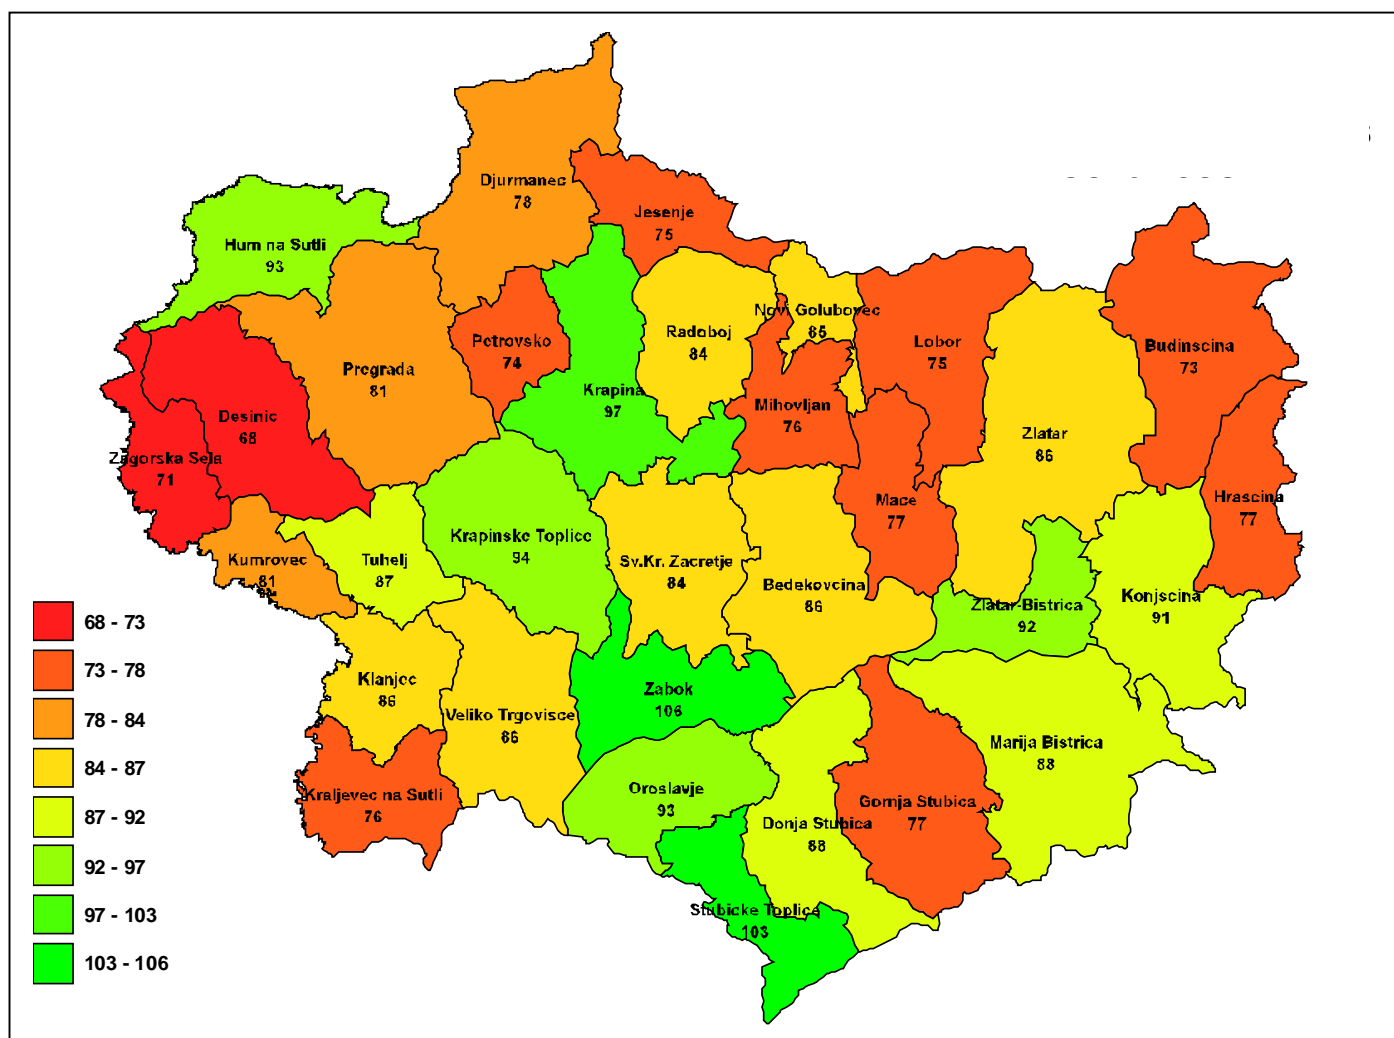 Djurmanec
78
Jesenje
75
Hum na Sutli
93
Novi Golubovec
85
Radoboj
84
Petrovsko
74
Lobor
75
Budinscina
73
Pregrada
81
Krapina
97
Mihovljan
76
Desinic
68
Zlatar
86
Zagorska Sela
71
Mace
77
Hrascina
77
Krapinske Toplice
94
Kumrovec
81
Tuhelj
87
Sv.Kr. Zacretje
84
Bedekovcina
86
Zlatar-Bistrica
92
Konjscina
91
Klanjec
86
Zabok
106
Veliko Trgovisce
86
Marija Bistrica
88
Kraljevec na Sutli
76
Oroslavje
93
Donja Stubica
88
Gornja Stubica
77
Stubicke Toplice
103
68 - 73
73 - 78
78 - 84
84 - 87
87 - 92
92 - 97
97 - 103
103 - 106